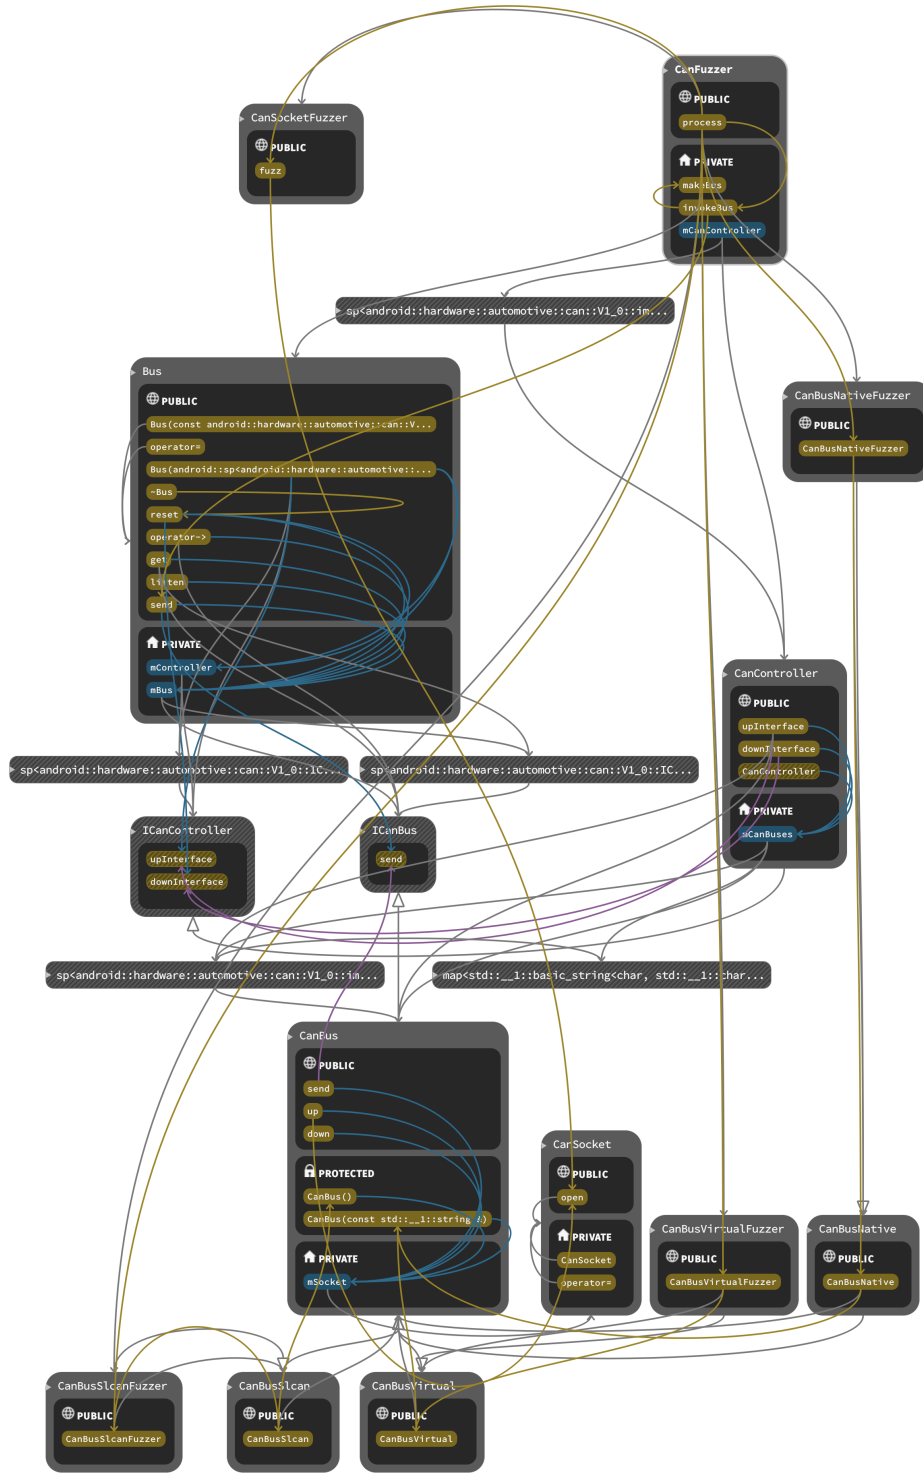 CanFuzzer
PUBLIC
process
PRIVATE
makeBus
invokeBus
mCanController
CanSocketFuzzer
PUBLIC
fuzz
sp<android::hardware::automotive::can::V1_0::im...
Bus
PUBLIC
Bus(const android::hardware::automotive::can::V...
operator=
Bus(android::sp<android::hardware::automotive::...
~Bus
reset
operator->
get
listen
send
PRIVATE
mController
mBus
CanBusNativeFuzzer
PUBLIC
CanBusNativeFuzzer
CanController
PUBLIC
upInterface
downInterface
CanController
PRIVATE
mCanBuses
sp<android::hardware::automotive::can::V1_0::IC...
sp<android::hardware::automotive::can::V1_0::IC...
ICanController
upInterface
downInterface
ICanBus
send
sp<android::hardware::automotive::can::V1_0::im...
map<std::__1::basic_string<char, std::__1::char...
CanBus
PUBLIC
send
up
down
PROTECTED
CanBus()
CanBus(const std::__1::string &)
PRIVATE
mSocket
CanSocket
PUBLIC
open
PRIVATE
CanSocket
operator=
CanBusVirtualFuzzer
PUBLIC
CanBusVirtualFuzzer
CanBusNative
PUBLIC
CanBusNative
CanBusSlcanFuzzer
PUBLIC
CanBusSlcanFuzzer
CanBusSlcan
PUBLIC
CanBusSlcan
CanBusVirtual
PUBLIC
CanBusVirtual